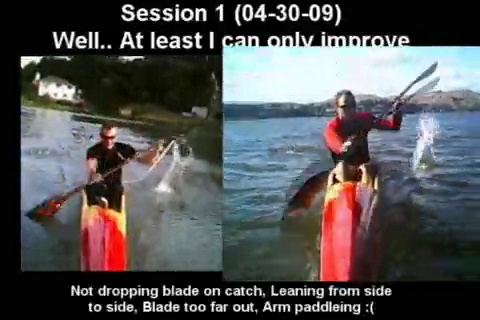 Session 1 (04-30-09)
Well.. At least I can only improve
Not dropping blade on catch, Leaning from side
to side, Blade too far out, Arm paddleing :(